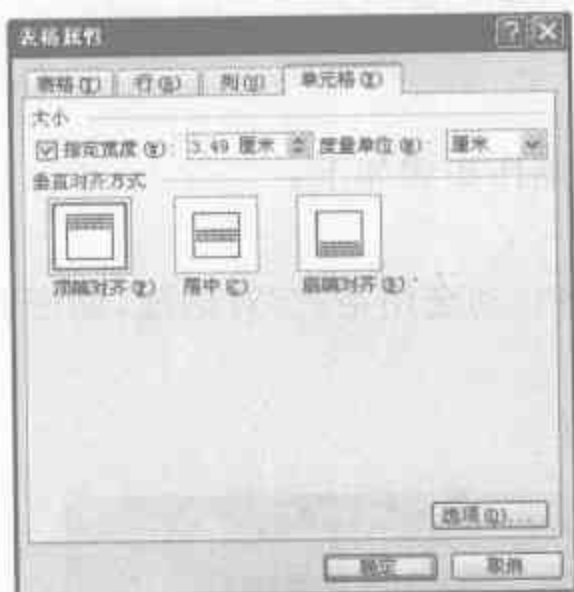 表格属性
表格(T) 行(R) 列(U) 单元格(E)
大小
指定宽度(W): 3.49 厘米 度量单位(M): 厘米
垂直对齐方式
顶端对齐(P) 居中(C) 底端对齐(B)
选项(O)...
确定 取消